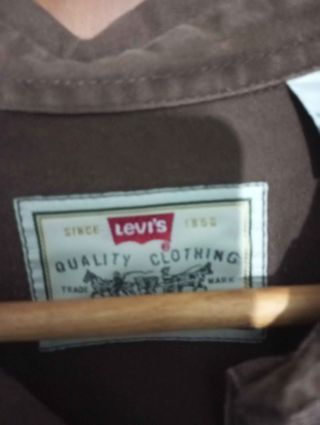 SINCE LEVI'S 1850
®
QUALITY CLOTHING
TRADE MARK